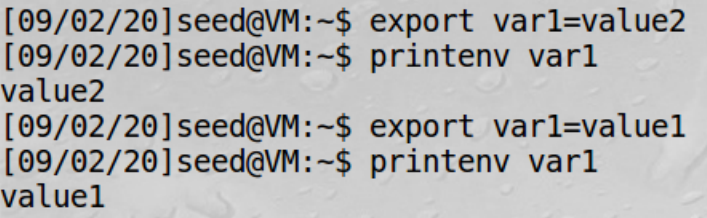 [09/02/20]seed@VM:~$ export var1=value2
[09/02/20]seed@VM:~$ printenv var1
value2
[09/02/20]seed@VM:~$ export var1=value1
[09/02/20]seed@VM:~$ printenv var1
value1